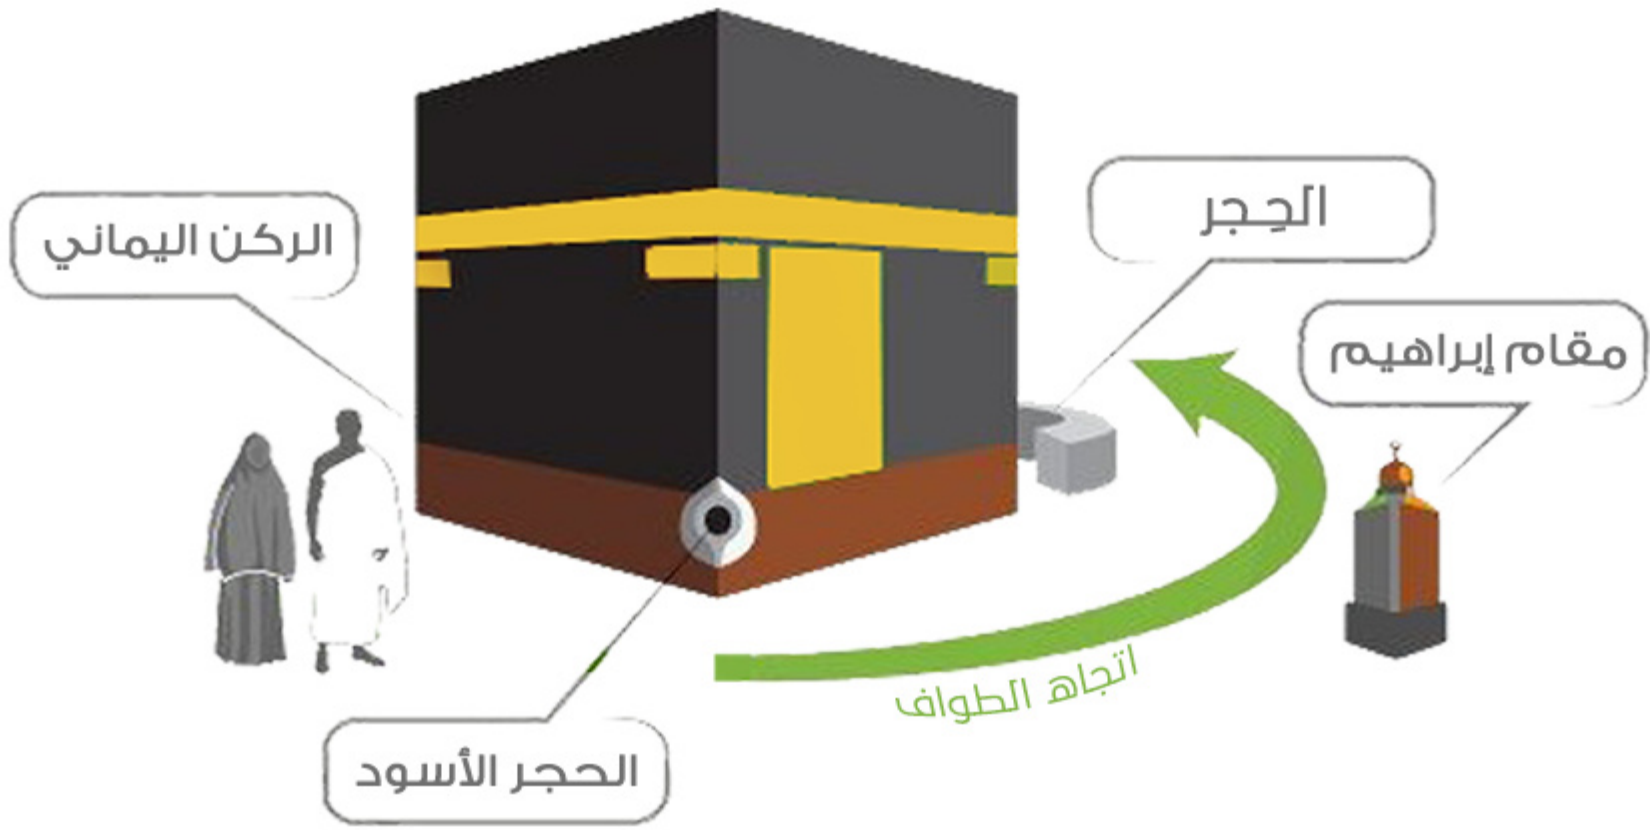 الحِجر
الركن اليماني
مقام إبراهيم
اتجاه الطواف
الحجر الأسود